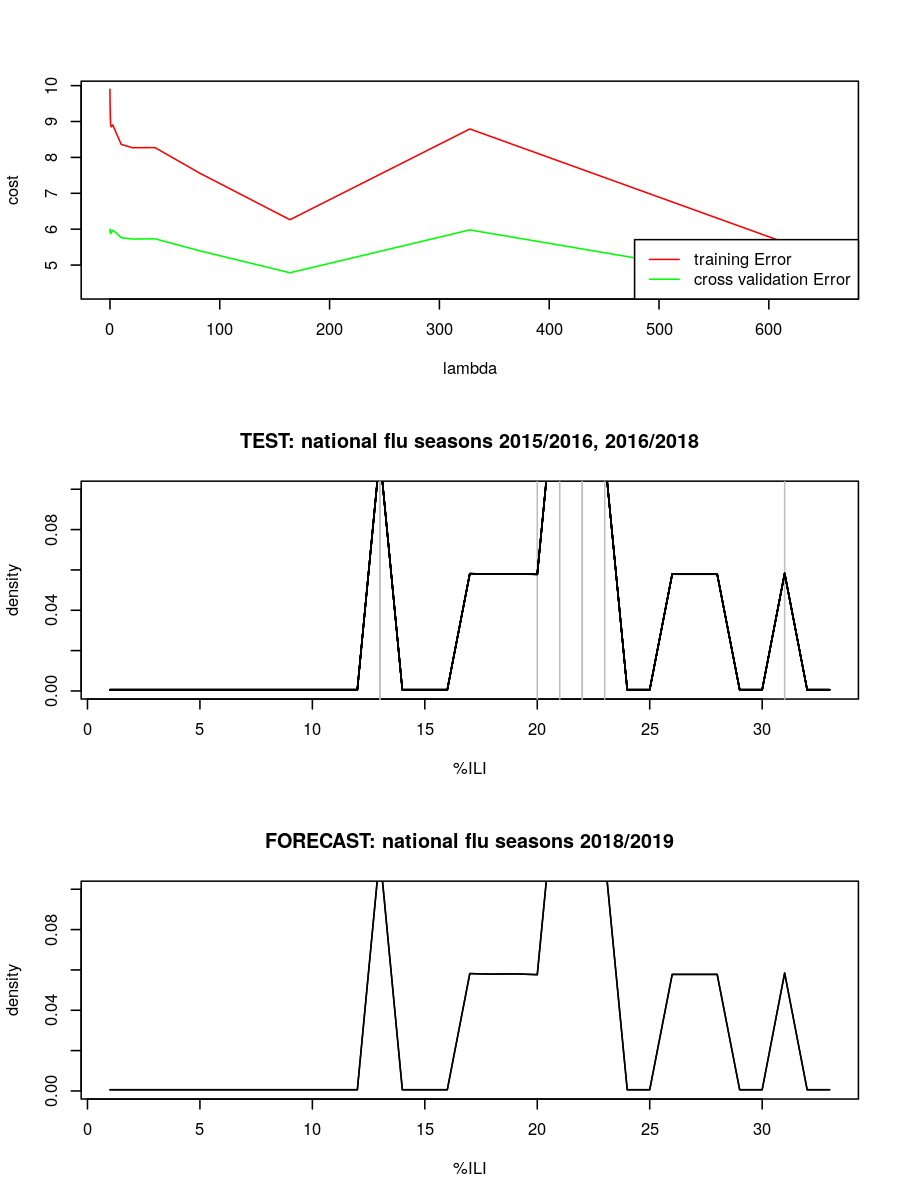 10
9
8
7
6
5
cost
training Error
cross validation Error
0 100 200 300 400 500 600
lambda
TEST: national flu seasons 2015/2016, 2016/2018
0.08
0.04
0.00
density
0 5 10 15 20 25 30
%ILI
FORECAST: national flu seasons 2018/2019
0.08
0.04
0.00
density
0 5 10 15 20 25 30
%ILI